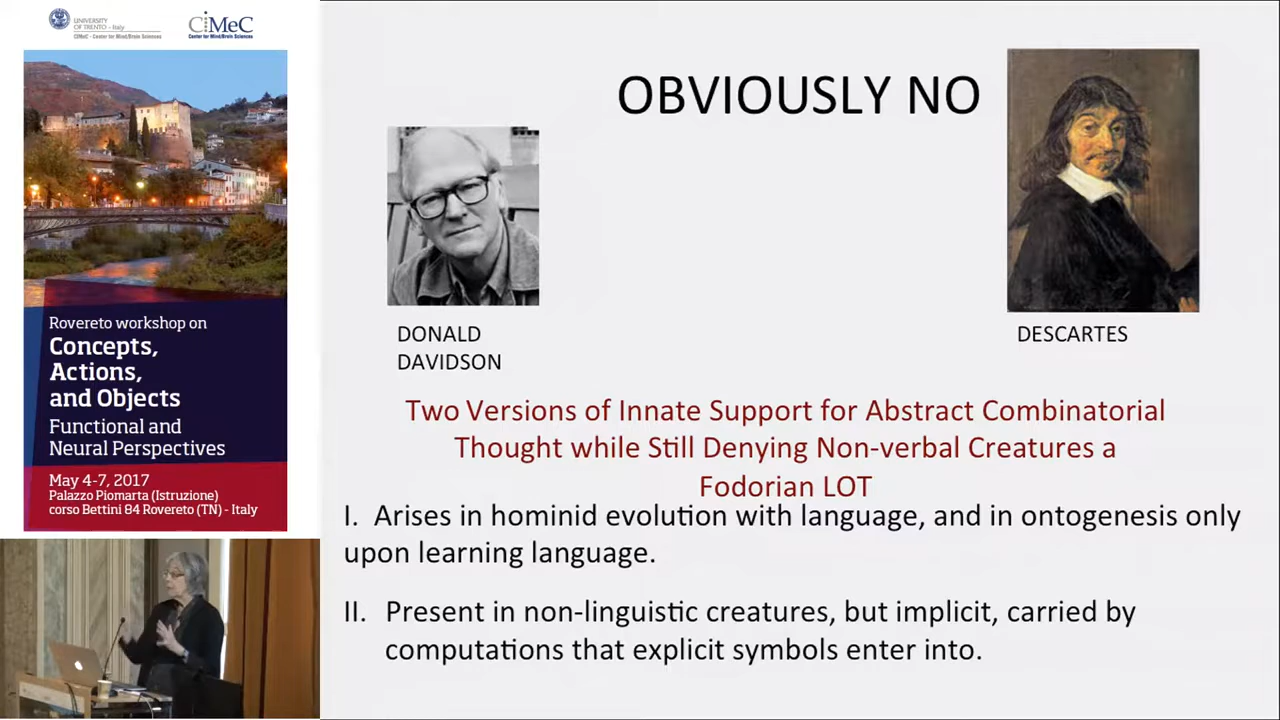 UNIVERSITY
OF TRENTO - Italy
CIMeC - Center for Mind/Brain Sciences
CiMeC
Center for Mind/Brain Sciences
Rovereto workshop on
Concepts,
Actions,
and Objects
Functional and
Neural Perspectives
May 4-7, 2017
Palazzo Piomarta (Istruzione)
corso Bettini 84 Rovereto (TN) - Italy
OBVIOUSLY NO
DONALD
DAVIDSON
DESCARTES
Two Versions of Innate Support for Abstract Combinatorial
Thought while Still Denying Non-verbal Creatures a
Fodorian LOT
I. Arises in hominid evolution with language, and in ontogenesis only
upon learning language.
II. Present in non-linguistic creatures, but implicit, carried by
computations that explicit symbols enter into.